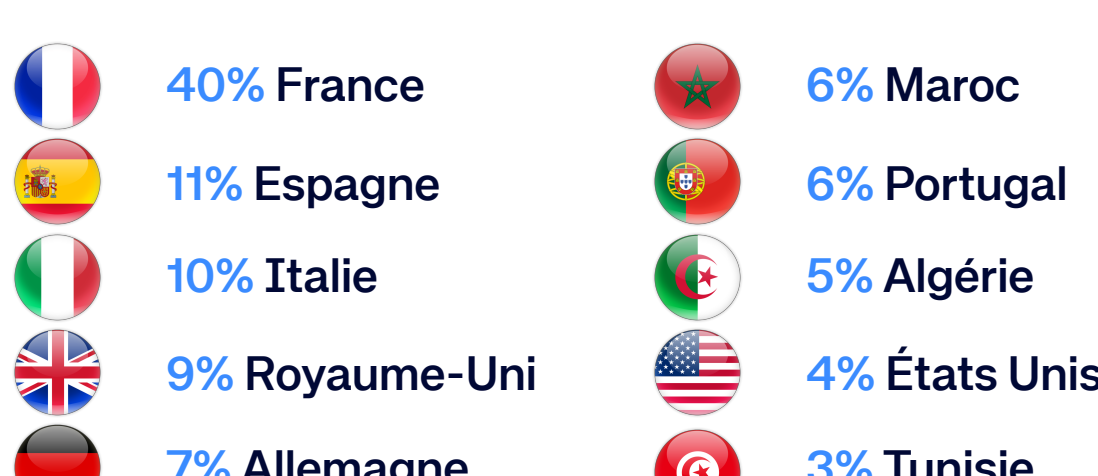 40% France
11% Espagne
10% Italie
9% Royaume-Uni
7% Allemagne
6% Maroc
6% Portugal
5% Algérie
4% États Unis
3% Tunisie